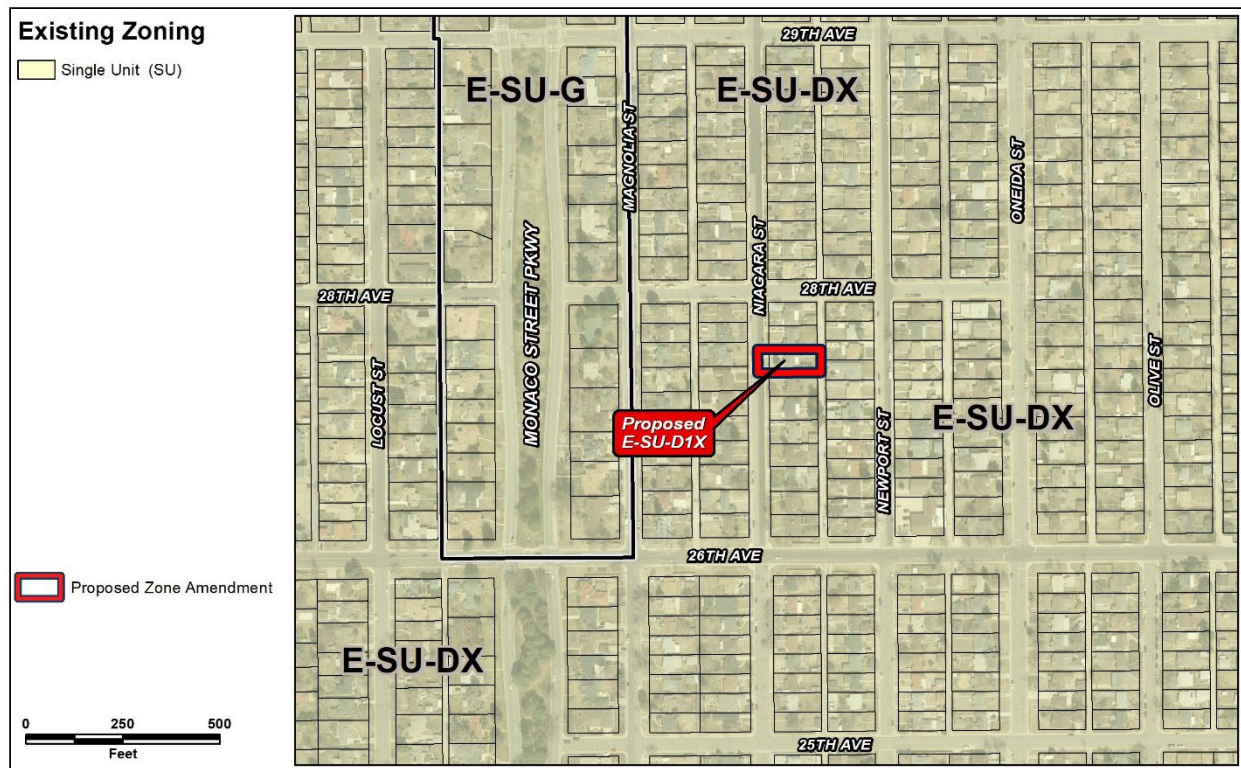 Existing Zoning
Single Unit (SU)
Proposed Zone Amendment
0 250 500
Feet
29TH AVE
E-SU-G
E-SU-DX
MAGNOLIA ST
ONEIDA ST
NIAGARA ST
28TH AVE
28TH AVE
MONACO STREET PKWY
LOCUST ST
OLIVE ST
Proposed
E-SU-D1X
E-SU-DX
NEWPORT ST
26TH AVE
E-SU-DX
25TH AVE